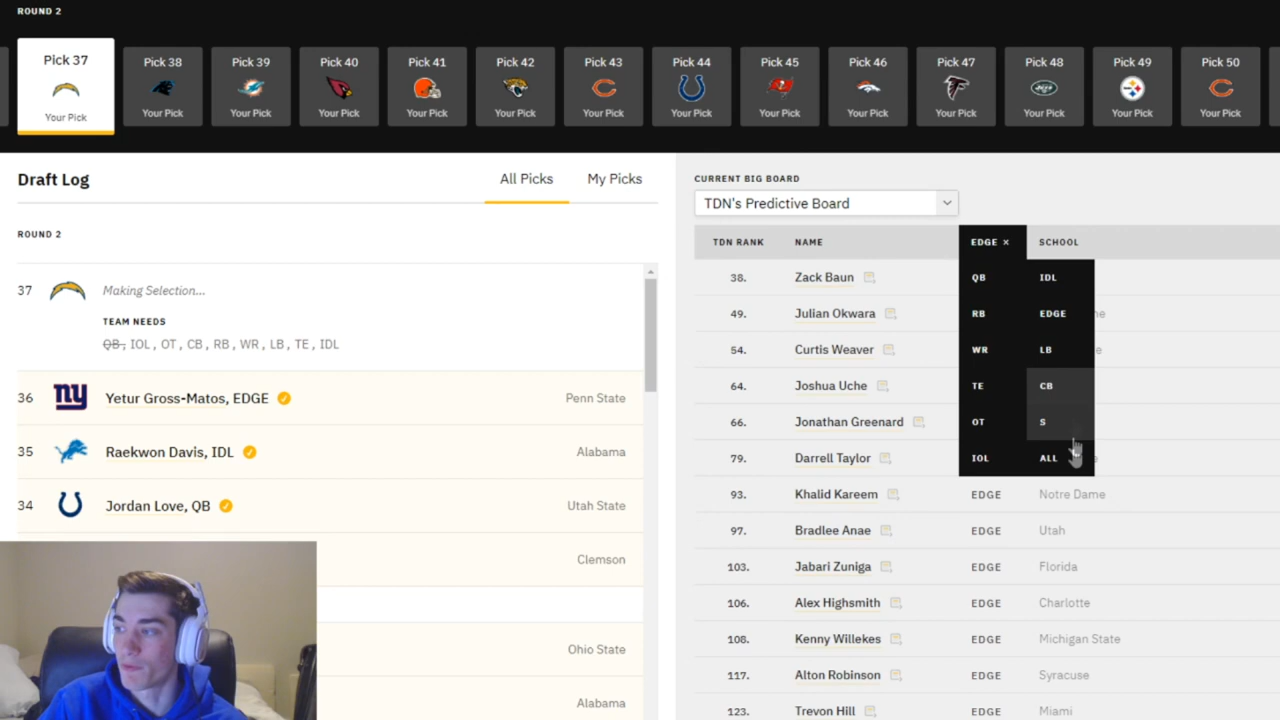 ROUND 2
Pick 37
Your Pick
Pick 38
Your Pick
Pick 39
Your Pick
Pick 40
Your Pick
Pick 41
Your Pick
Pick 42
Your Pick
Pick 43
Your Pick
Pick 44
Your Pick
Pick 45
Your Pick
Pick 46
Your Pick
Pick 47
Your Pick
Pick 48
Your Pick
Pick 49
Your Pick
Pick 50
Your Pick
Draft Log
All Picks
My Picks
ROUND 2
37 Making Selection...
TEAM NEEDS
QB, IOL, OT, CB, RB, WR, LB, TE, IDL
36 ny Yetur Gross-Matos, EDGE Penn State
35 Raekwon Davis, IDL Alabama
34 Jordan Love, QB Utah State
Clemson
Ohio State
Alabama
CURRENT BIG BOARD
TDN's Predictive Board
TDN RANK NAME EDGE × SCHOOL
38. Zack Baun
49. Julian Okwara
54. Curtis Weaver
64. Joshua Uche
66. Jonathan Greenard
79. Darrell Taylor
93. Khalid Kareem EDGE Notre Dame
97. Bradlee Anae EDGE Utah
103. Jabari Zuniga EDGE Florida
106. Alex Highsmith EDGE Charlotte
108. Kenny Willekes EDGE Michigan State
117. Alton Robinson EDGE Syracuse
123. Trevon Hill EDGE Miami
QB IDL
RB EDGE
WR LB
TE CB
OT S
IOL ALL